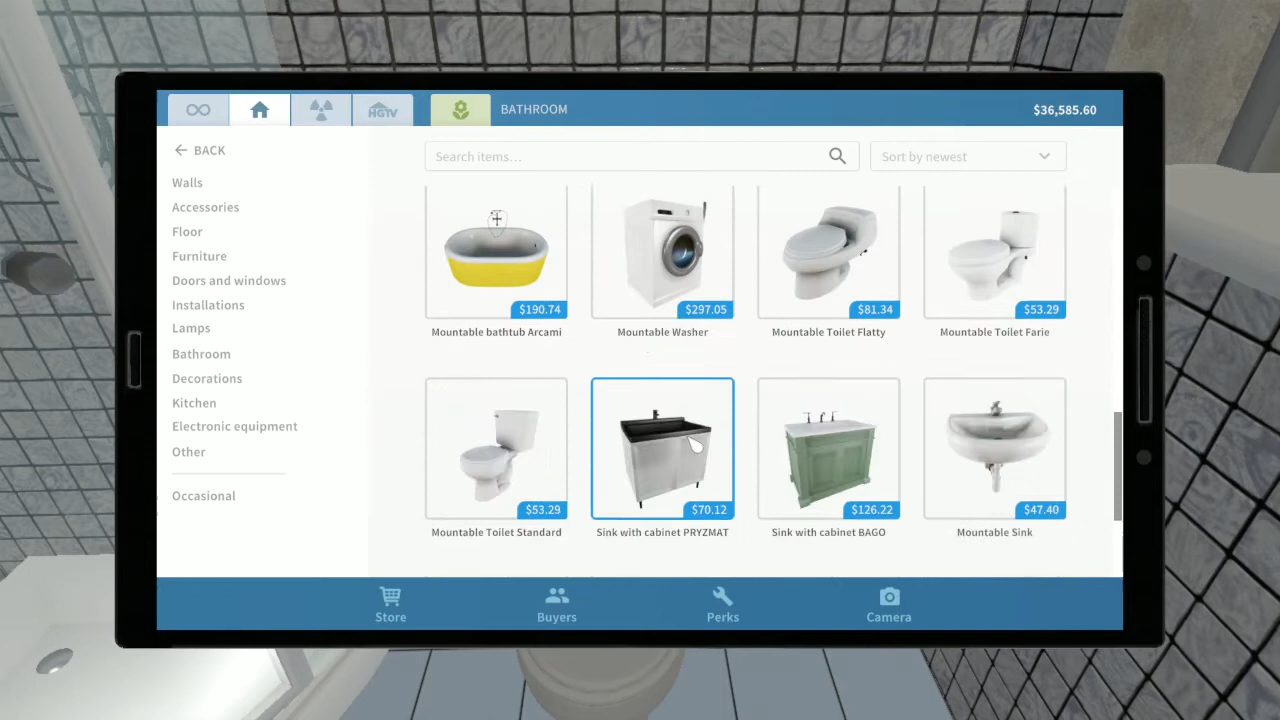 HGTV
BATHROOM
$36,585.60
BACK
Search items...
Sort by newest
Walls
Accessories
Floor
Furniture
Doors and windows
Installations
Lamps
Bathroom
Decorations
Kitchen
Electronic equipment
Other
Occasional
$190.74
$297.05
$81.34
$53.29
Mountable bathtub Arcami
Mountable Washer
Mountable Toilet Flatty
Mountable Toilet Farie
$53.29
$70.12
$126.22
$47.40
Mountable Toilet Standard
Sink with cabinet PRYZMAT
Sink with cabinet BAGO
Mountable Sink
Store
Buyers
Perks
Camera